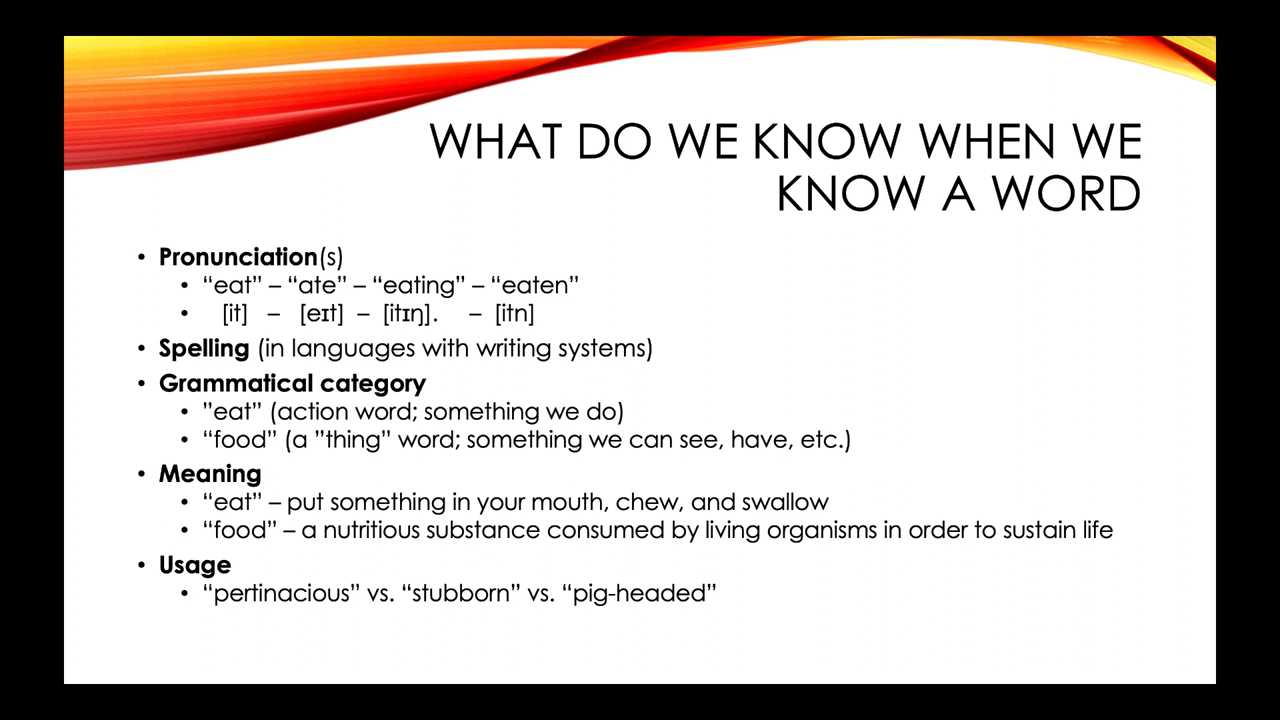 WHAT DO WE KNOW WHEN WE
KNOW A WORD
• Pronunciation(s)
• “eat” – “ate” – “eating” – “eaten”
• [it] – [eɪt] – [itɪŋ]. – [itn]
• Spelling (in languages with writing systems)
• Grammatical category
• ”eat” (action word; something we do)
• “food” (a ”thing” word; something we can see, have, etc.)
• Meaning
• “eat” – put something in your mouth, chew, and swallow
• “food” – a nutritious substance consumed by living organisms in order to sustain life
• Usage
• “pertinacious” vs. “stubborn” vs. “pig-headed”